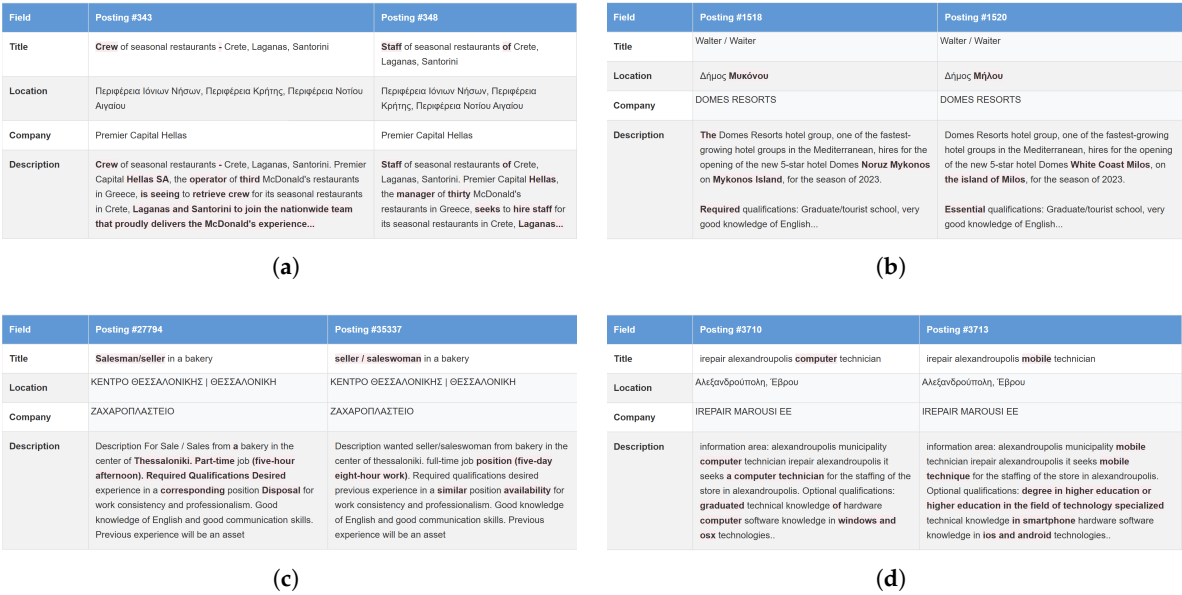 Field Posting #343 Posting #348
Title Crew of seasonal restaurants - Crete, Laganas, Santorini Staff of seasonal restaurants of Crete,
Laganas, Santorini
Location Περιφέρεια Ιόνιων Νήσων, Περιφέρεια Κρήτης, Περιφέρεια Νοτίου Περιφέρεια Ιόνιων Νήσων, Περιφέρεια
Αιγαίου Κρήτης, Περιφέρεια Νοτίου Αιγαίου
Company Premier Capital Hellas Premier Capital Hellas
Description Crew of seasonal restaurants - Crete, Laganas, Santorini. Premier Staff of seasonal restaurants of Crete,
Capital Hellas SA, the operator of third McDonald's restaurants Laganas, Santorini. Premier Capital Hellas,
in Greece, is seeing to retrieve crew for its seasonal restaurants the manager of thirty McDonald's
in Crete, Laganas and Santorini to join the nationwide team restaurants in Greece, seeks to hire staff for
that proudly delivers the McDonald's experience... its seasonal restaurants in Crete, Laganas...
(a)
Field Posting #1518 Posting #1520
Title Walter / Waiter Walter / Waiter
Location Δήμος Μυκόνου Δήμος Μήλου
Company DOMES RESORTS DOMES RESORTS
Description The Domes Resorts hotel group, one of the fastest- Domes Resorts hotel group, one of the fastest-growing
growing hotel groups in the Mediterranean, hires for the hotel groups in the Mediterranean, hires for the opening
opening of the new 5-star hotel Domes Noruz Mykonos of the new 5-star hotel Domes White Coast Milos, on
on Mykonos Island, for the season of 2023. the island of Milos, for the season of 2023.
Required qualifications: Graduate/tourist school, very Essential qualifications: Graduate/tourist school, very
good knowledge of English... good knowledge of English...
(b)
Field Posting #27794 Posting #35337
Title Salesman/seller in a bakery seller / saleswoman in a bakery
Location ΚΕΝΤΡΟ ΘΕΣΣΑΛΟΝΙΚΗΣ | ΘΕΣΣΑΛΟΝΙΚΗ ΚΕΝΤΡΟ ΘΕΣΣΑΛΟΝΙΚΗΣ | ΘΕΣΣΑΛΟΝΙΚΗ
Company ΖΑΧΑΡΟΠΛΑΣΤΕΙΟ ΖΑΧΑΡΟΠΛΑΣΤΕΙΟ
Description Description For Sale / Sales from a bakery in the Description wanted seller/saleswoman from bakery in the
center of Thessaloniki. Part-time job (five-hour center of thessaloniki. full-time job position (five-day
afternoon). Required Qualifications Desired eight-hour work). Required qualifications desired
experience in a corresponding position Disposal for previous experience in a similar position availability for
work consistency and professionalism. Good work consistency and professionalism. Good knowledge
knowledge of English and good communication skills. of English and good communication skills. Previous
Previous experience will be an asset experience will be an asset
(c)
Field Posting #3710 Posting #3713
Title irepair alexandroupolis computer technician irepair alexandroupolis mobile technician
Location Αλεξανδρούπολη, Έβρου Αλεξανδρούπολη, Έβρου
Company IREPAIR MAROUSI EE IREPAIR MAROUSI EE
Description information area: alexandroupolis municipality information area: alexandroupolis municipality mobile
computer technician irepair alexandroupolis it technician irepair alexandroupolis it seeks mobile
seeks a computer technician for the staffing of the technique for the staffing of the store in alexandroupolis.
store in alexandroupolis. Optional qualifications: Optional qualifications: degree in higher education or
graduated technical knowledge of hardware higher education in the field of technology specialized
computer software knowledge in windows and technical knowledge in smartphone hardware software
osx technologies.. knowledge in ios and android technologies..
(d)